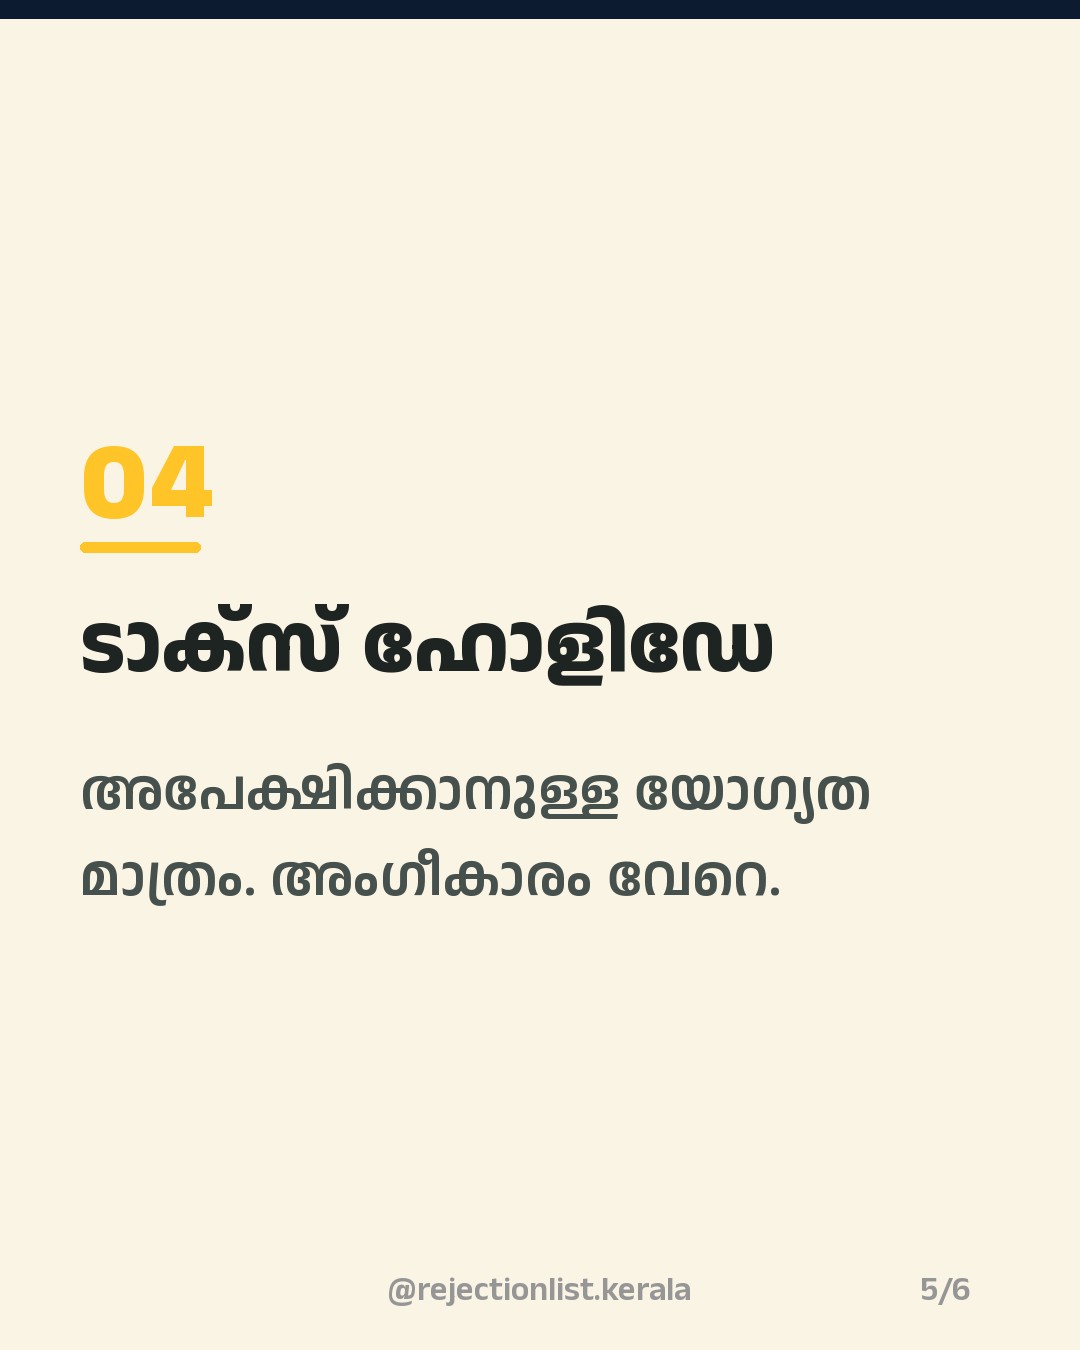 04
ടാക്സ് ഹോളിഡേ
അപേക്ഷിക്കാനുള്ള യോഗ്യത
മാത്രം. അംഗീകാരം വേറെ.
@rejectionlist.kerala
5/6